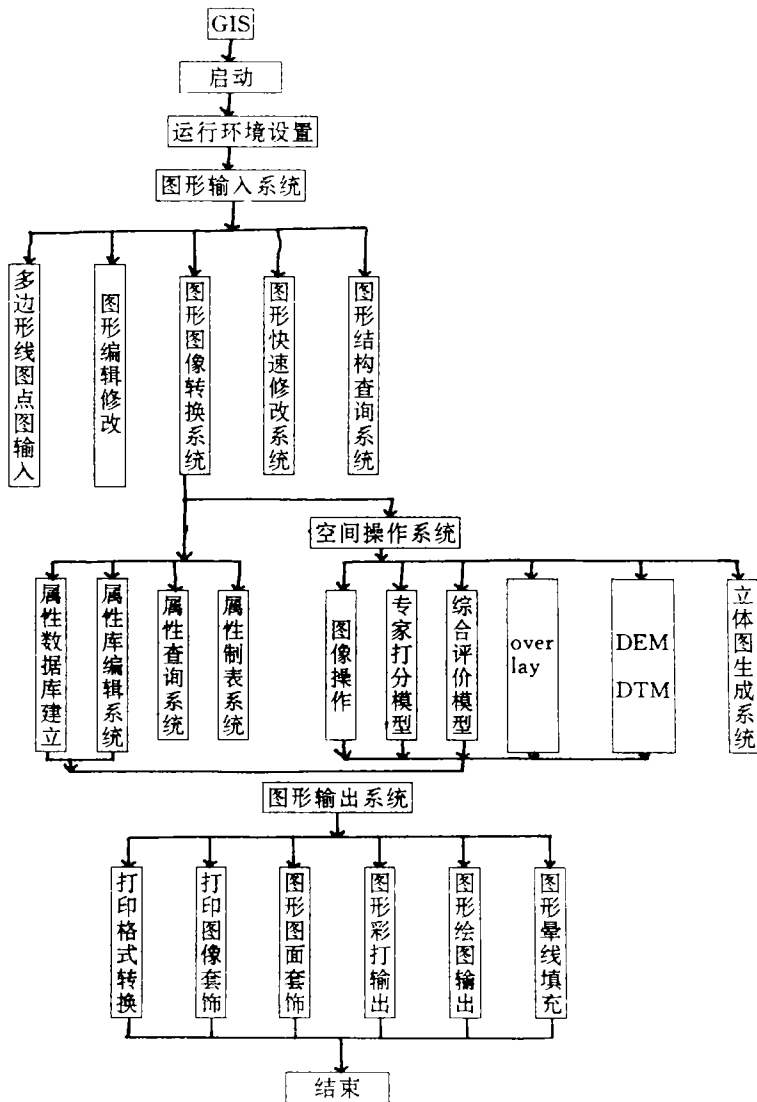 GIS
启动
运行环境设置
图形输入系统
多边形线图点图输入
图形编辑修改
图形图像转换系统
图形快速修改系统
图形结构查询系统
空间操作系统
属性数据库建立
属性库编辑系统
属性查询系统
属性制表系统
图像操作
专家打分模型
综合评价模型
over
lay
DEM
DTM
立体图生成系统
图形输出系统
打印格式转换
打印图像套饰
图形图面套饰
图形彩打输出
图形绘图输出
图形晕线填充
结束